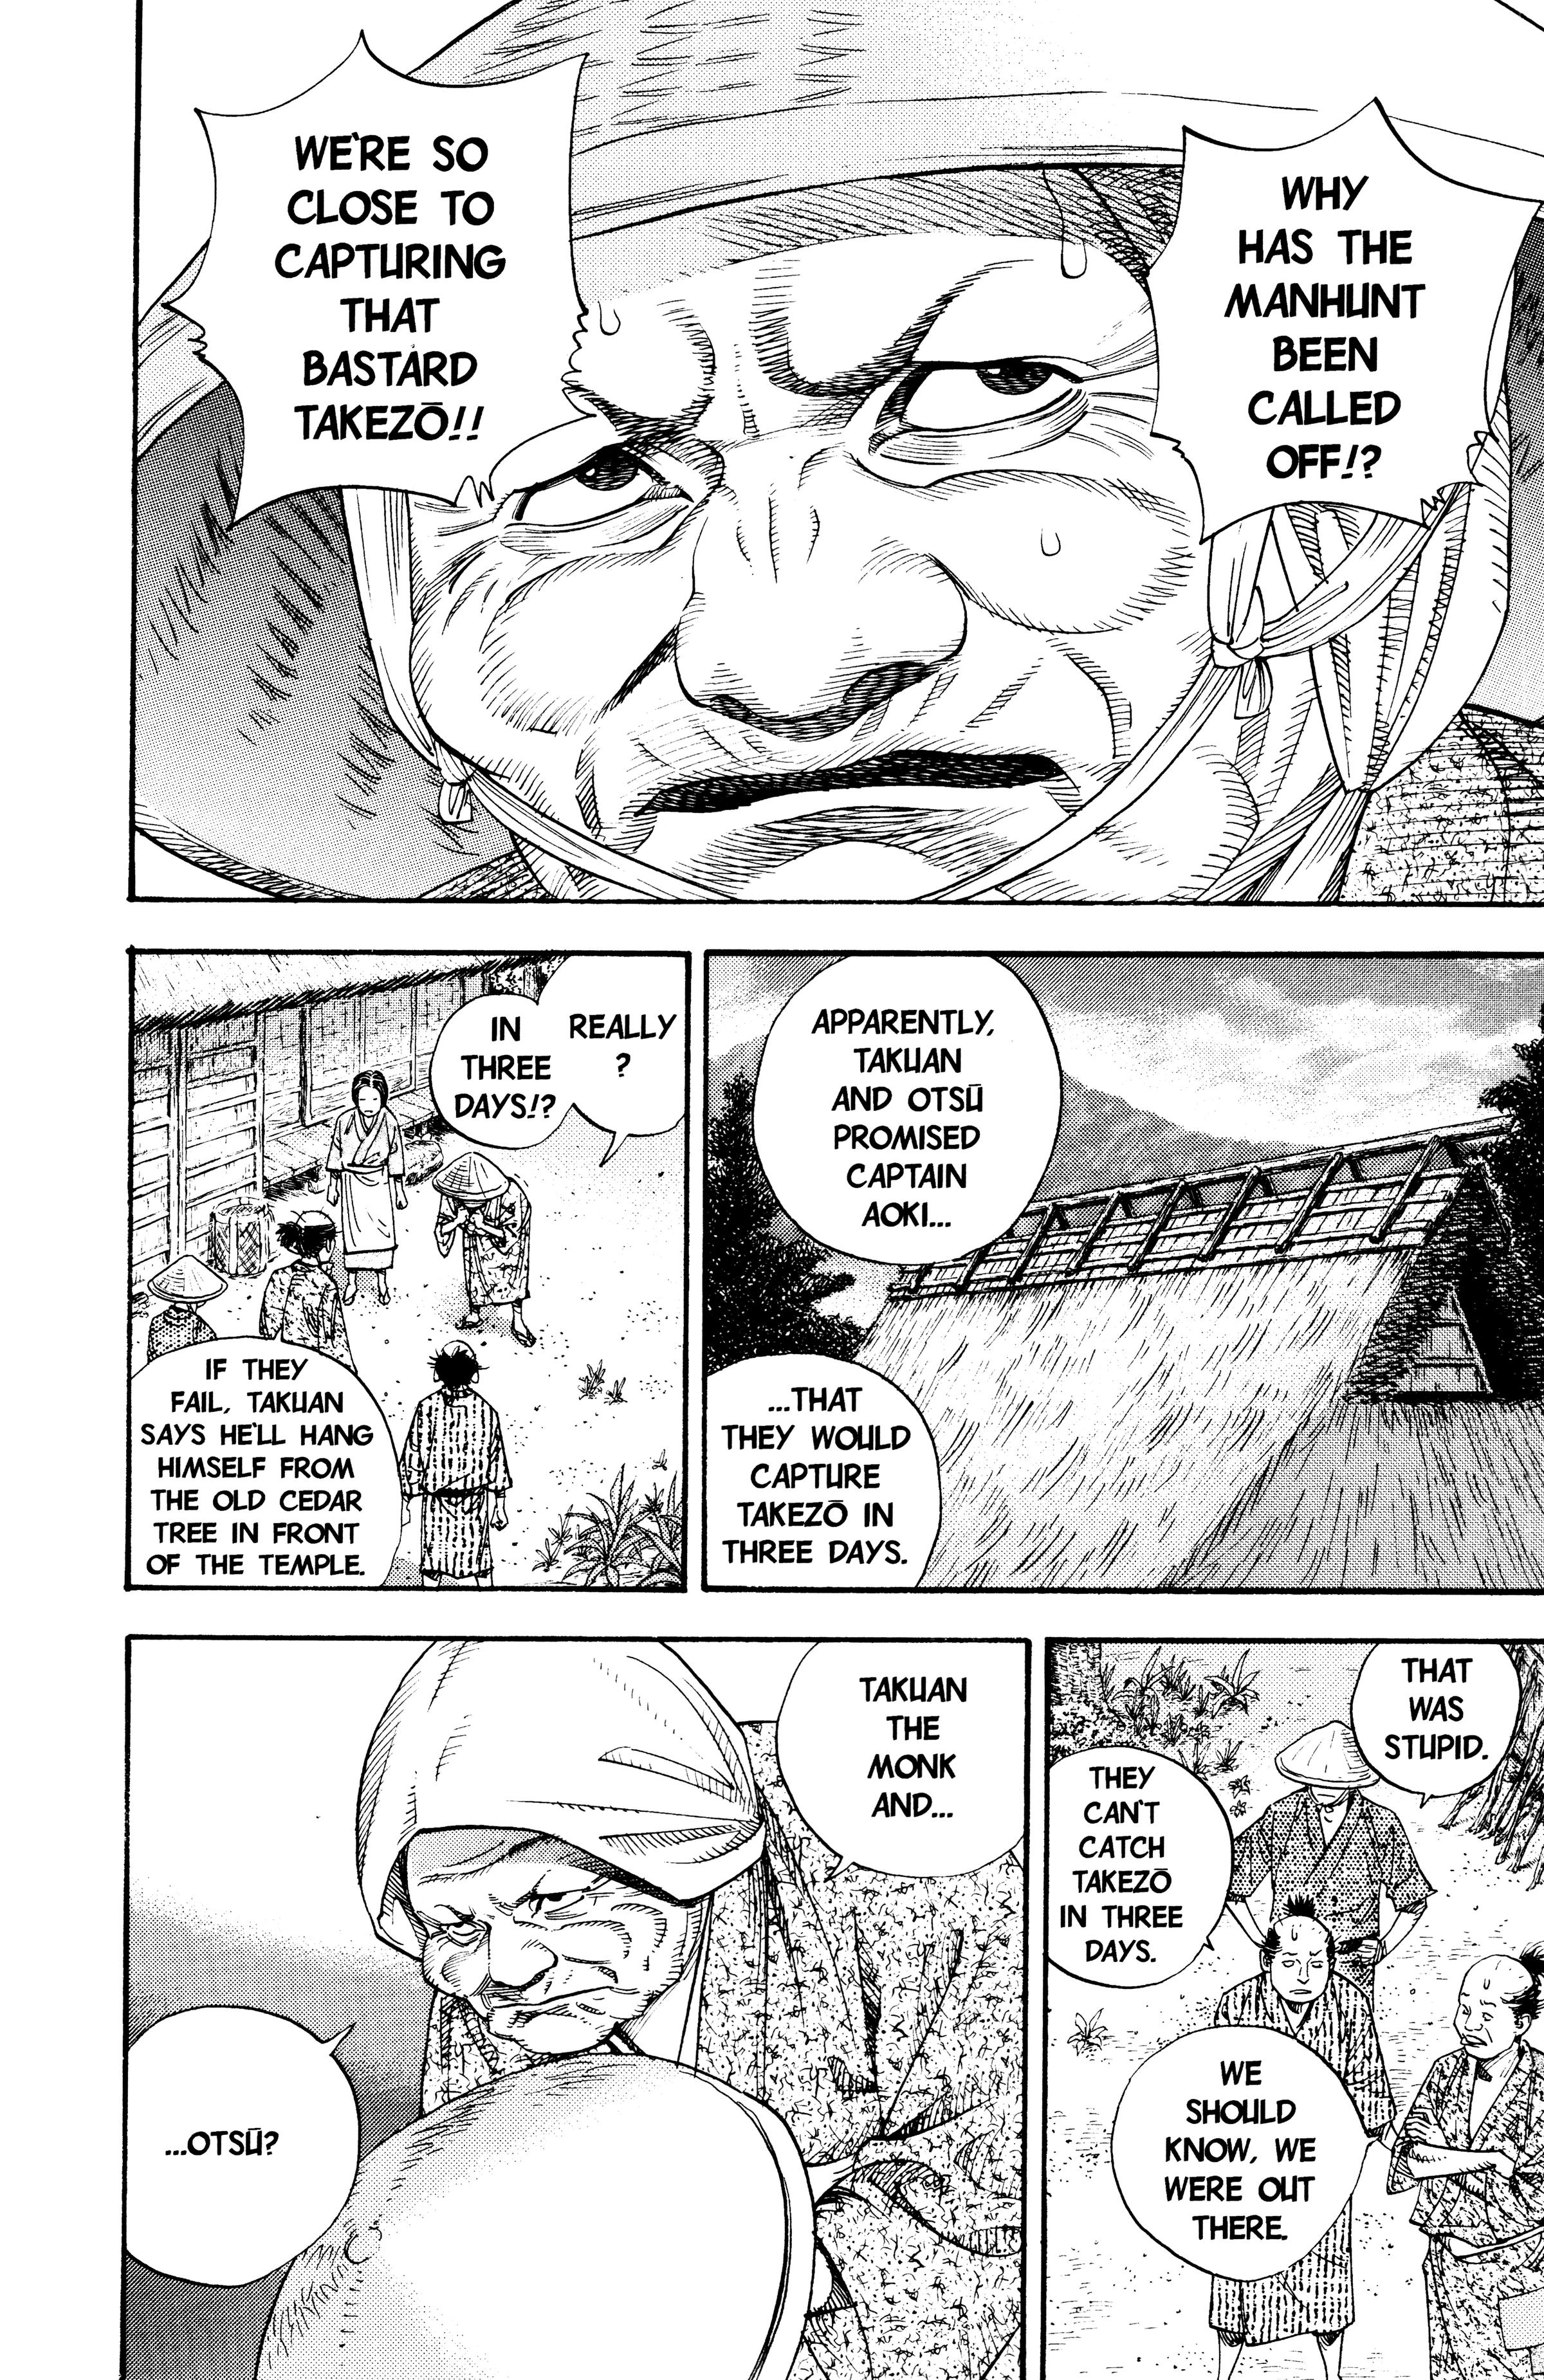 WHY
HAS THE
MANHUNT
BEEN
CALLED
OFF!?
WE'RE SO
CLOSE TO
CAPTURING
THAT
BASTARD
TAKEZŌ!!
APPARENTLY,
TAKUAN
AND OTSŪ
PROMISED
CAPTAIN
AOKI...
...THAT
THEY WOULD
CAPTURE
TAKEZŌ IN
THREE DAYS.
REALLY
?
IN
THREE
DAYS!?
IF THEY
FAIL, TAKUAN
SAYS HE'LL HANG
HIMSELF FROM
THE OLD CEDAR
TREE IN FRONT
OF THE TEMPLE.
THAT
WAS
STUPID.
THEY
CAN'T
CATCH
TAKEZŌ
IN THREE
DAYS.
WE
SHOULD
KNOW, WE
WERE OUT
THERE.
TAKUAN
THE
MONK
AND...
...OTSŪ?